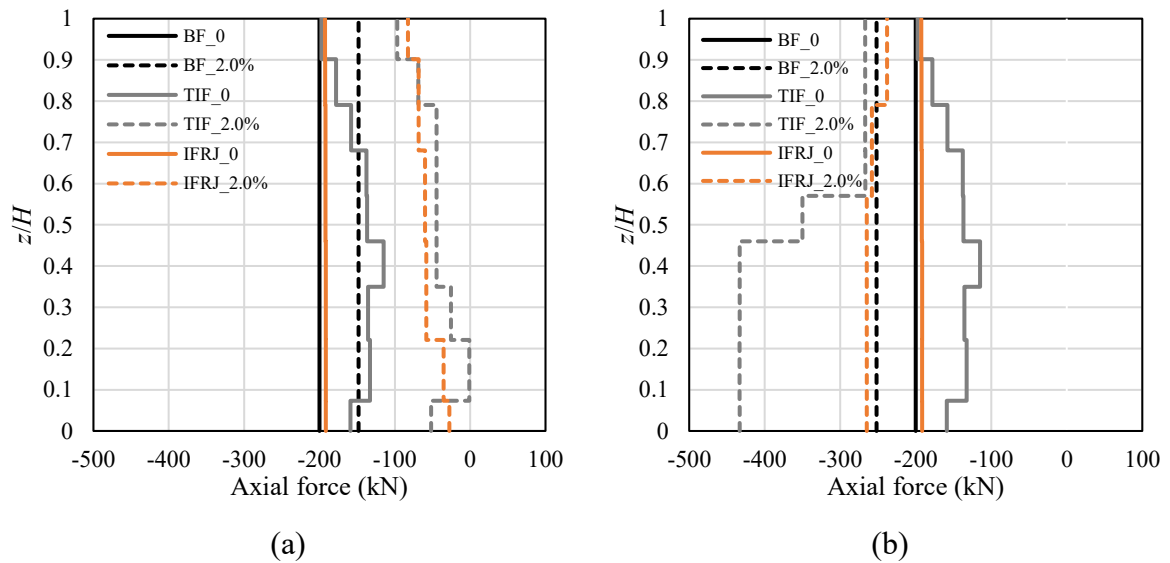 1
0.9
0.8
0.7
0.6
0.5
0.4
0.3
0.2
0.1
0
z/H
BF_0
BF_2.0%
TIF_0
TIF_2.0%
IFRJ_0
IFRJ_2.0%
-500 -400 -300 -200 -100 0 100
Axial force (kN)
(a)
1
0.9
0.8
0.7
0.6
0.5
0.4
0.3
0.2
0.1
0
z/H
BF_0
BF_2.0%
TIF_0
TIF_2.0%
IFRJ_0
IFRJ_2.0%
-500 -400 -300 -200 -100 0 100
Axial force (kN)
(b)